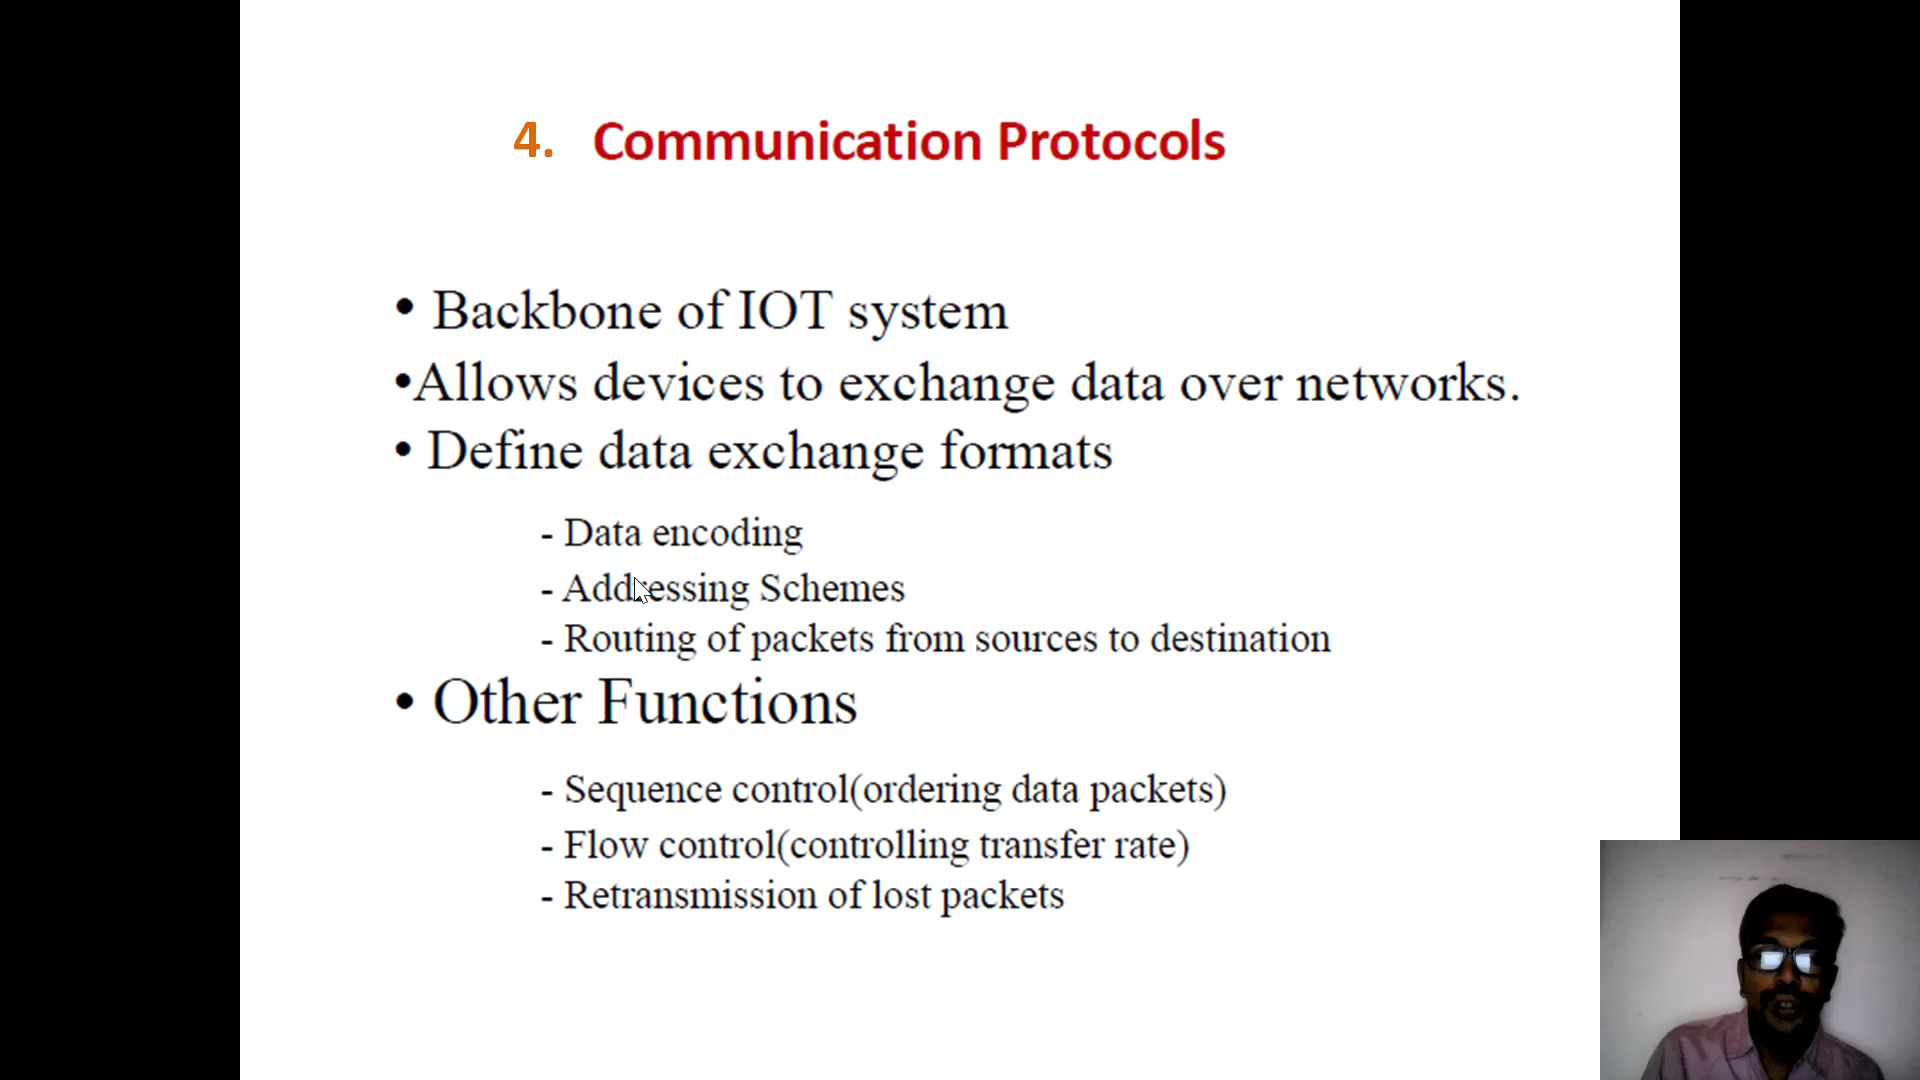 4. Communication Protocols
• Backbone of IOT system
•Allows devices to exchange data over networks.
• Define data exchange formats
- Data encoding
- Addressing Schemes
- Routing of packets from sources to destination
• Other Functions
- Sequence control(ordering data packets)
- Flow control(controlling transfer rate)
- Retransmission of lost packets